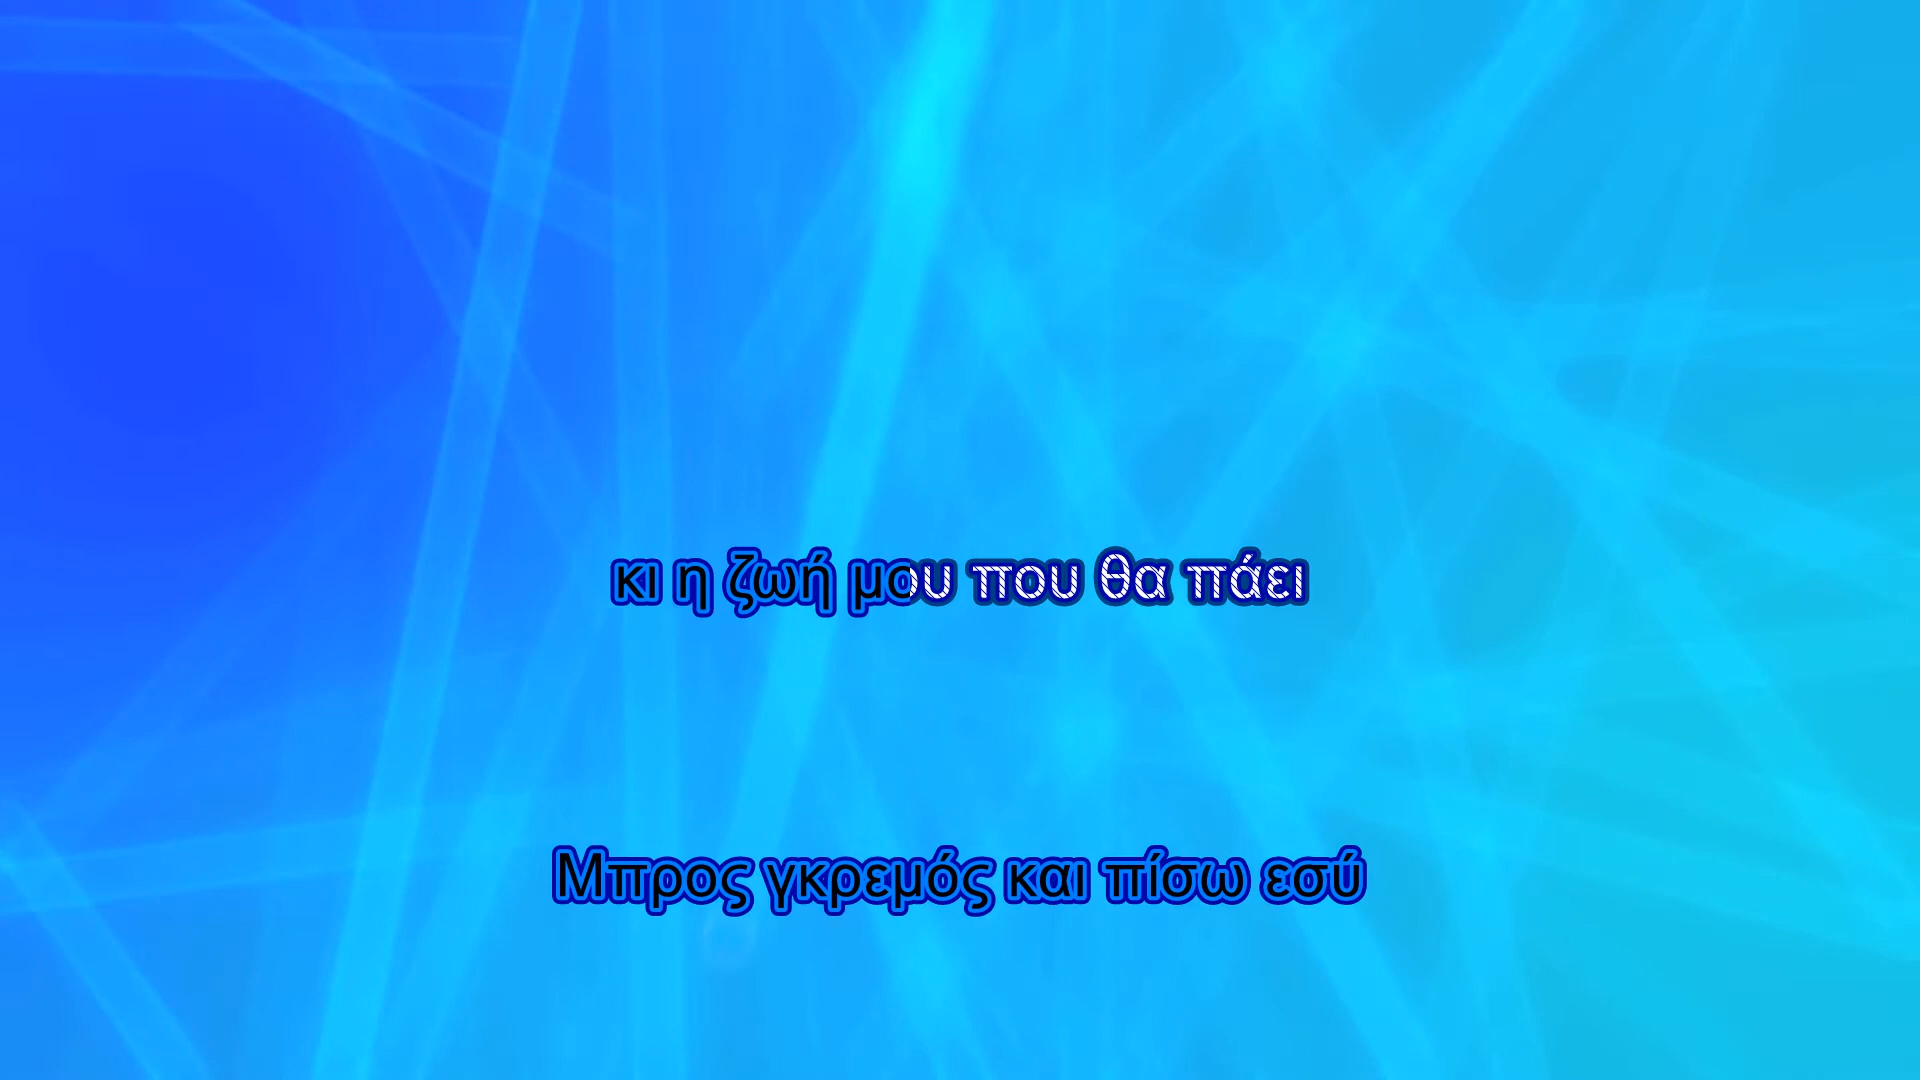 κι η ζωή μου που θα πάει
Μπρος γκρεμός και πίσω εσύ